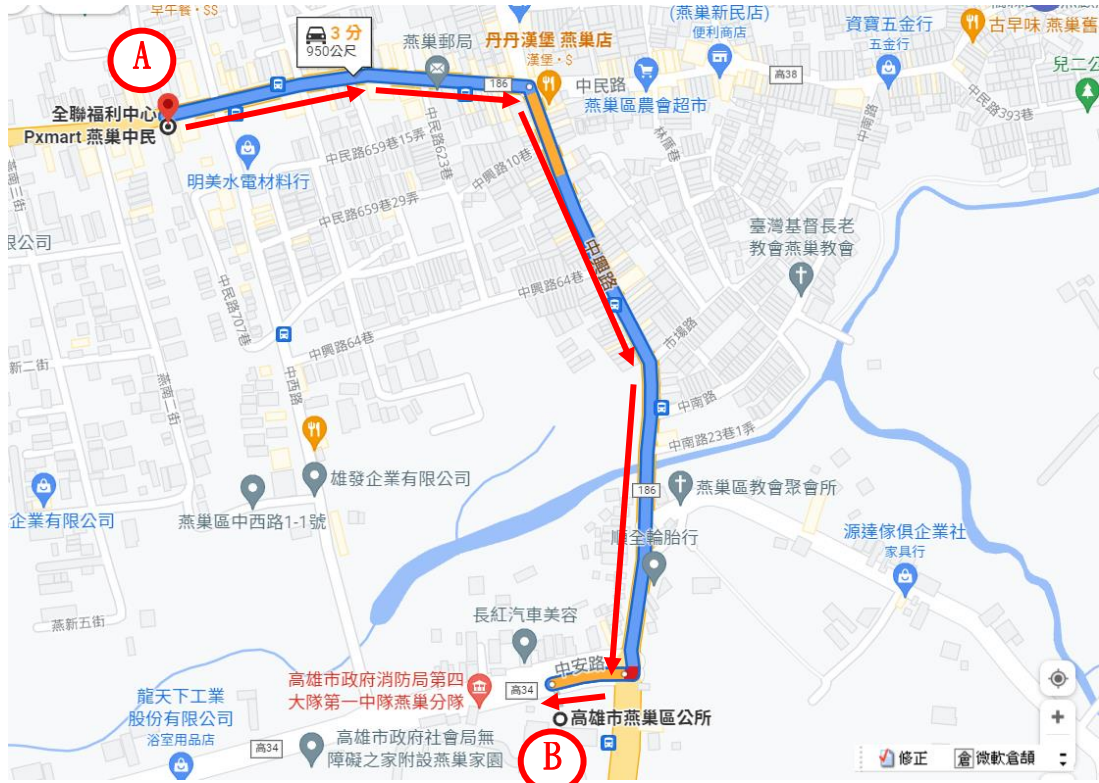 早午餐・SS
A
3 分
950公尺
燕巢郵局
丹丹漢堡 燕巢店
漢堡・S
(燕巢新民店)
便利商店
資寶五金行
五金行
古早味 燕巢舊
兒二公
186
中民路
高38
燕巢區農會超市
全聯福利中心
Pxmart 燕巢中民
中民路393巷
中南路
中民路659巷15弄
中民路623巷
中興路10巷
明美水電材料行
中民路659巷29弄
燕南三街
限公司
臺灣基督長老
教會燕巢教會
中興路
中興路64巷
中民路707巷
市場路
中興路64巷
新二街
燕南一街
中西路
中南路
中南路23巷1弄
雄發企業有限公司
186
燕巢區教會聚會所
企業有限公司
燕巢區中西路1-1號
順全輪胎行
源達傢俱企業社
家具行
長紅汽車美容
燕新五街
中安路
高雄市政府消防局第四
大隊第一中隊燕巢分隊
高34
龍天下工業
股份有限公司
浴室用品店
高雄市燕巢區公所
高34
高雄市政府社會局無
障礙之家附設燕巢家園
B
修正
倉 微軟倉頡